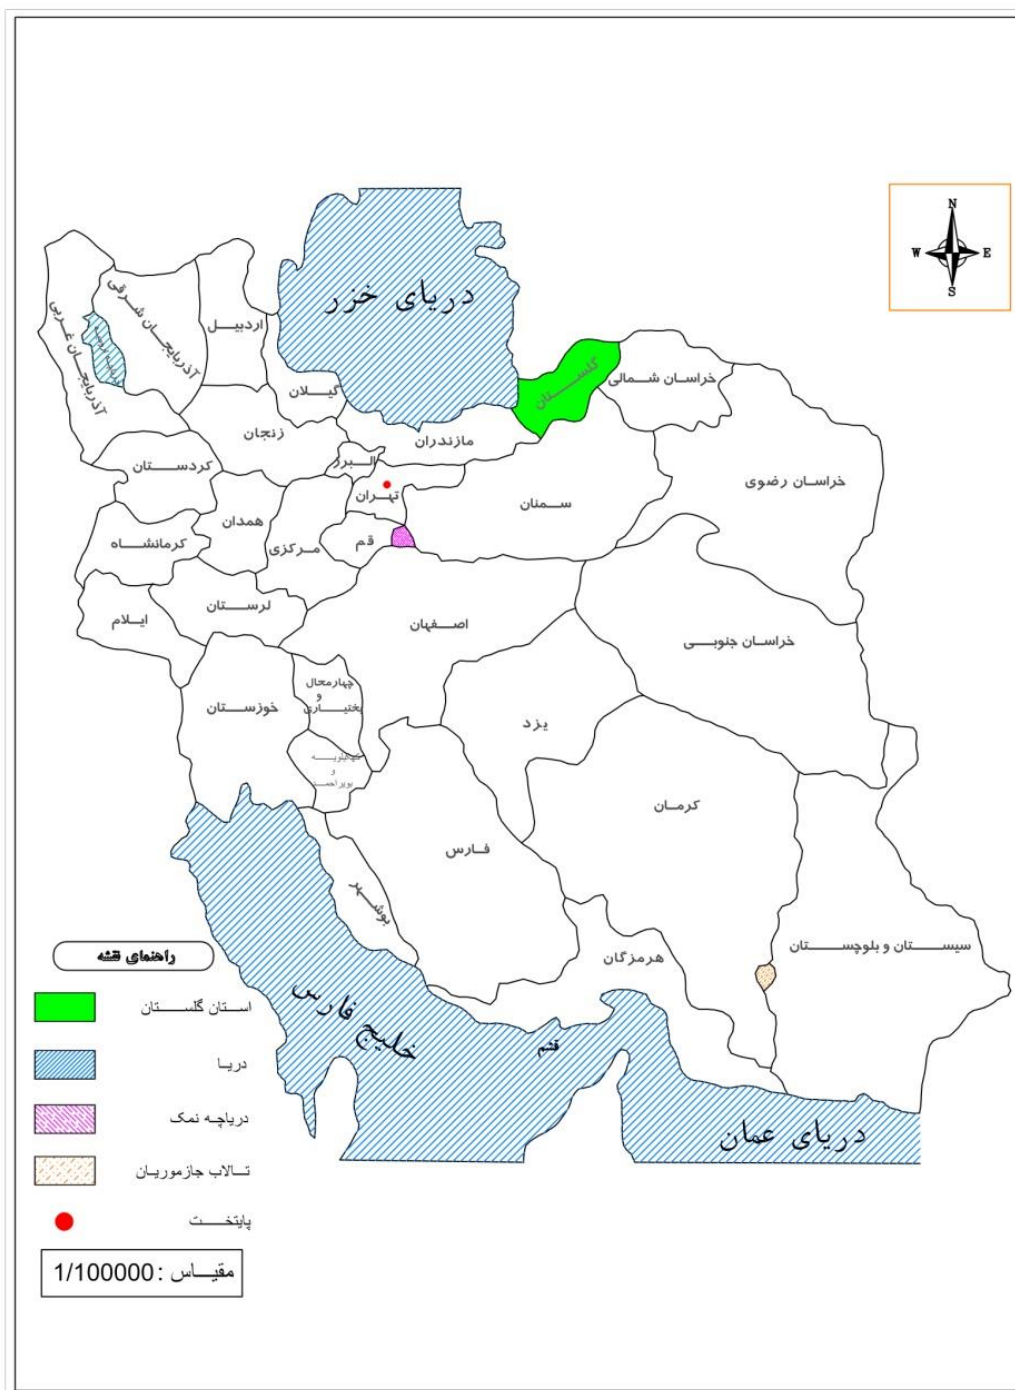 دریای خزر
N
W
E
S
آذربایجان غربی
آذربایجان شرقی
اردبیل
گیلان
گلستان
خراسان شمالی
زنجان
مازندران
البرز
تهران
سمنان
خراسان رضوی
کردستان
همدان
مرکزی
قم
کرمانشاه
ایلام
لرستان
اصفهان
خراسان جنوبی
خوزستان
چهارمحال
و
بختیاری
کهگیلویه
و
بویراحمد
یزد
کرمان
فارس
بوشهر
هرمزگان
سیستان و بلوچستان
خلیج فارس
قشم
دریای عمان
راهنمای نقشه
استان گلستان
دریا
دریاچه نمک
تالاب جازموریان
پایتخت
مقیاس : 1/100000